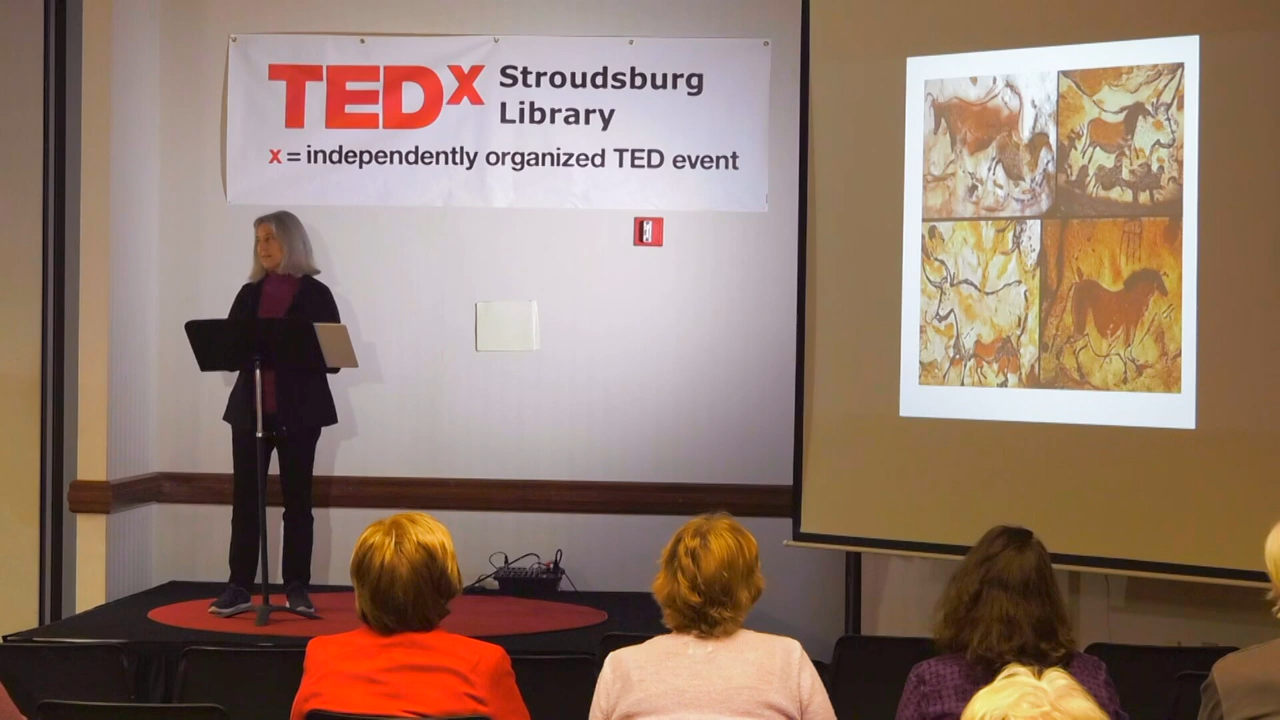 TEDx Stroudsburg
Library
x = independently organized TED event